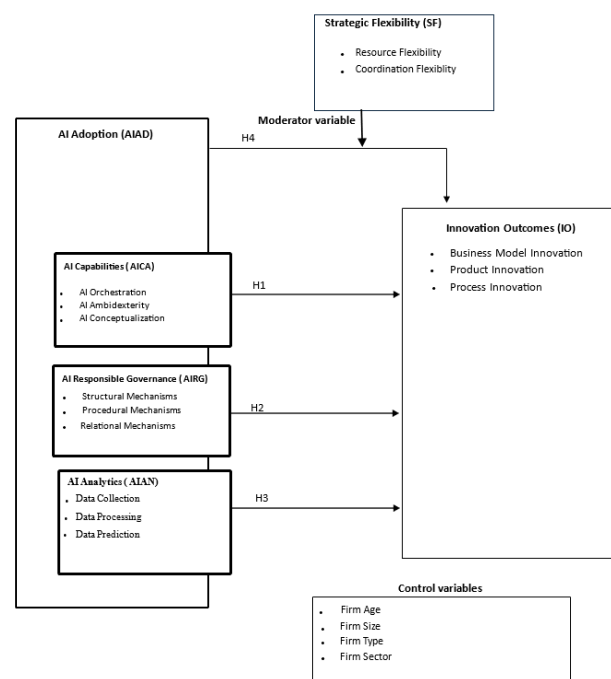 Strategic Flexibility (SF)
• Resource Flexibility
• Coordination Flexiblity
Moderator variable
AI Adoption (AIAD)
H4
Innovation Outcomes (IO)
• Business Model Innovation
• Product Innovation
• Process Innovation
AI Capabilities ( AICA)
• AI Orchestration
• AI Ambidexterity
• AI Conceptualization
H1
AI Responsible Governance ( AIRG)
• Structural Mechanisms
• Procedural Mechanisms
• Relational Mechanisms
H2
AI Analytics ( AIAN)
• Data Collection
• Data Processing
• Data Prediction
H3
Control variables
• Firm Age
• Firm Size
• Firm Type
• Firm Sector